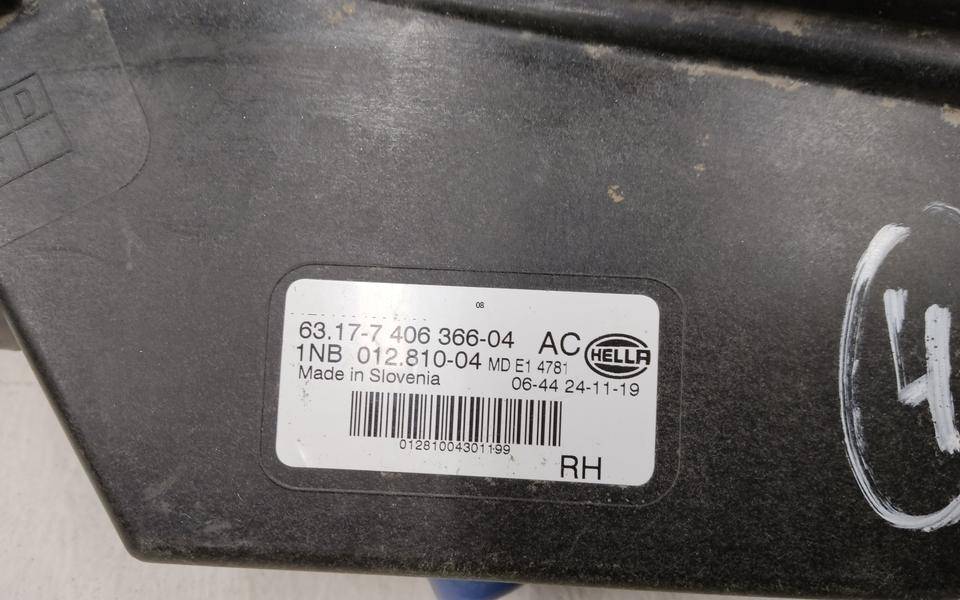 08
63.17-7 406 366-04 AC HELLA
1NB 012.810-04 MD E1 4781
Made in Slovenia 06-44 24-11-19
01281004301199
RH
4